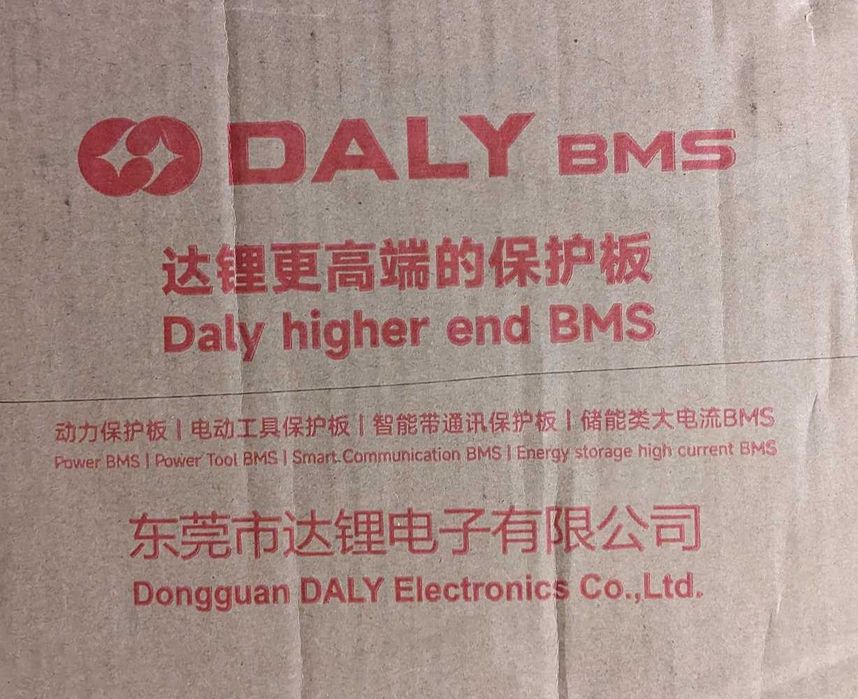 DALY BMS
达锂更高端的保护板
Daly higher end BMS
动力保护板 | 电动工具保护板 | 智能带通讯保护板 | 储能类大电流BMS
Power BMS | Power Tool BMS | Smart Communication BMS | Energy storage high current BMS
东莞市达锂电子有限公司
Dongguan DALY Electronics Co.,Ltd.